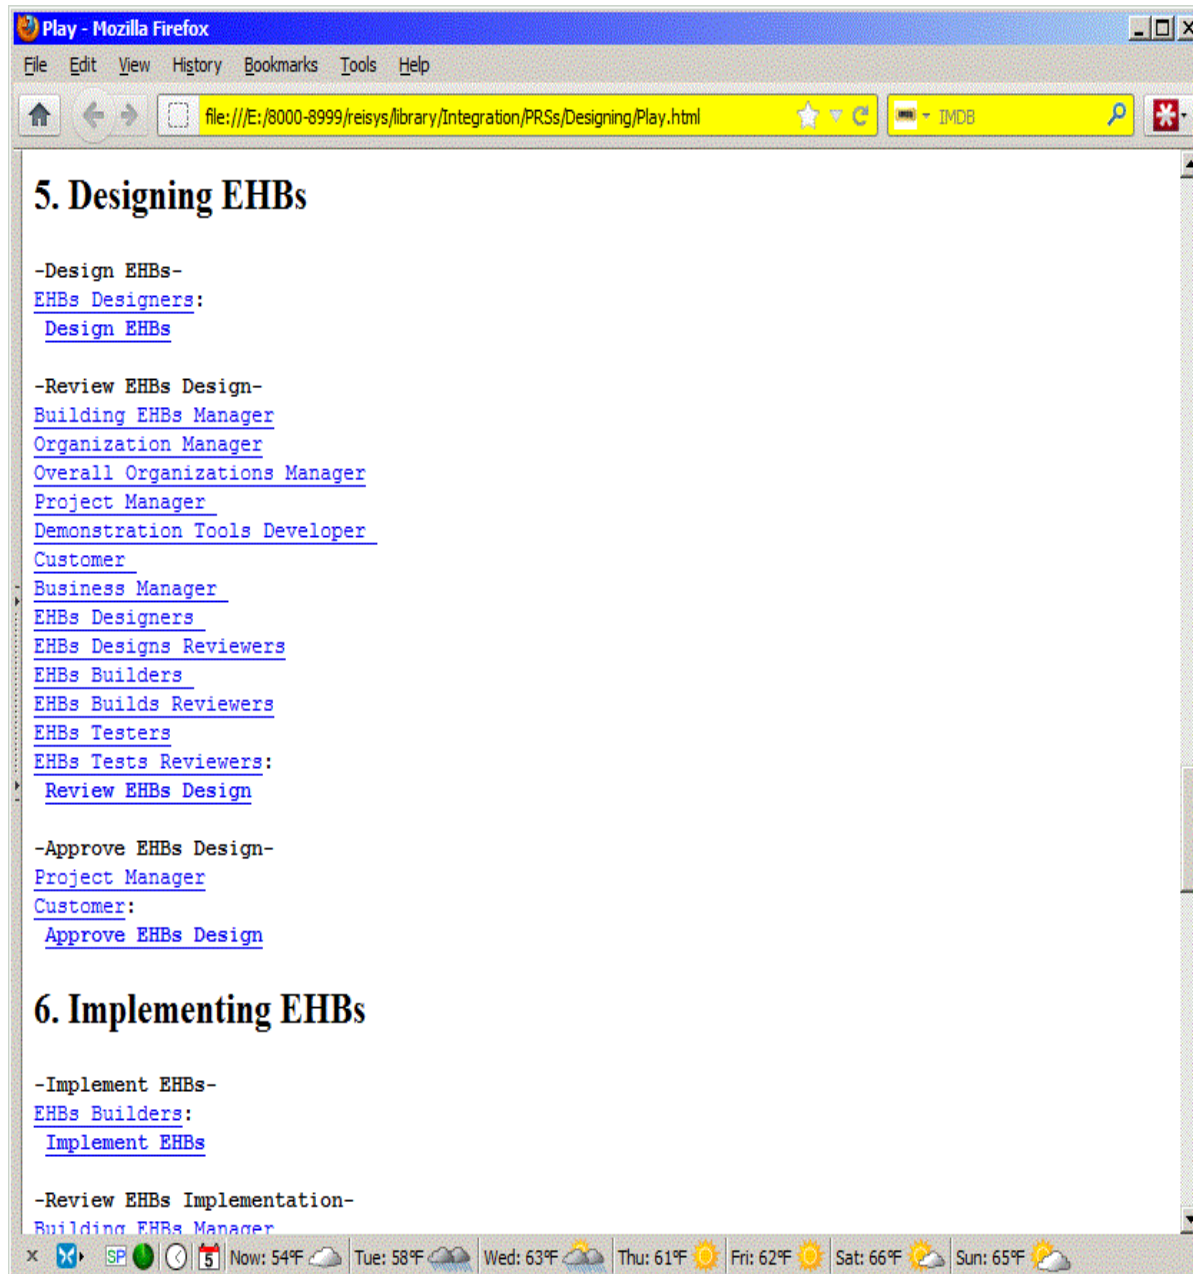 Play - Mozilla Firefox
File Edit View History Bookmarks Tools Help
file:///E:/8000-8999/reisys/library/Integration/PRSs/Designing/Play.html IMDB
5. Designing EHBs
-Design EHBs-
EHBs Designers:
Design EHBs
-Review EHBs Design-
Building EHBs Manager
Organization Manager
Overall Organizations Manager
Project Manager
Demonstration Tools Developer
Customer
Business Manager
EHBs Designers
EHBs Designs Reviewers
EHBs Builders
EHBs Builds Reviewers
EHBs Testers
EHBs Tests Reviewers:
Review EHBs Design
-Approve EHBs Design-
Project Manager
Customer:
Approve EHBs Design
6. Implementing EHBs
-Implement EHBs-
EHBs Builders:
Implement EHBs
-Review EHBs Implementation-
Building EHBs Manager
SP 5 Now: 54°F Tue: 58°F Wed: 63°F Thu: 61°F Fri: 62°F Sat: 66°F Sun: 65°F